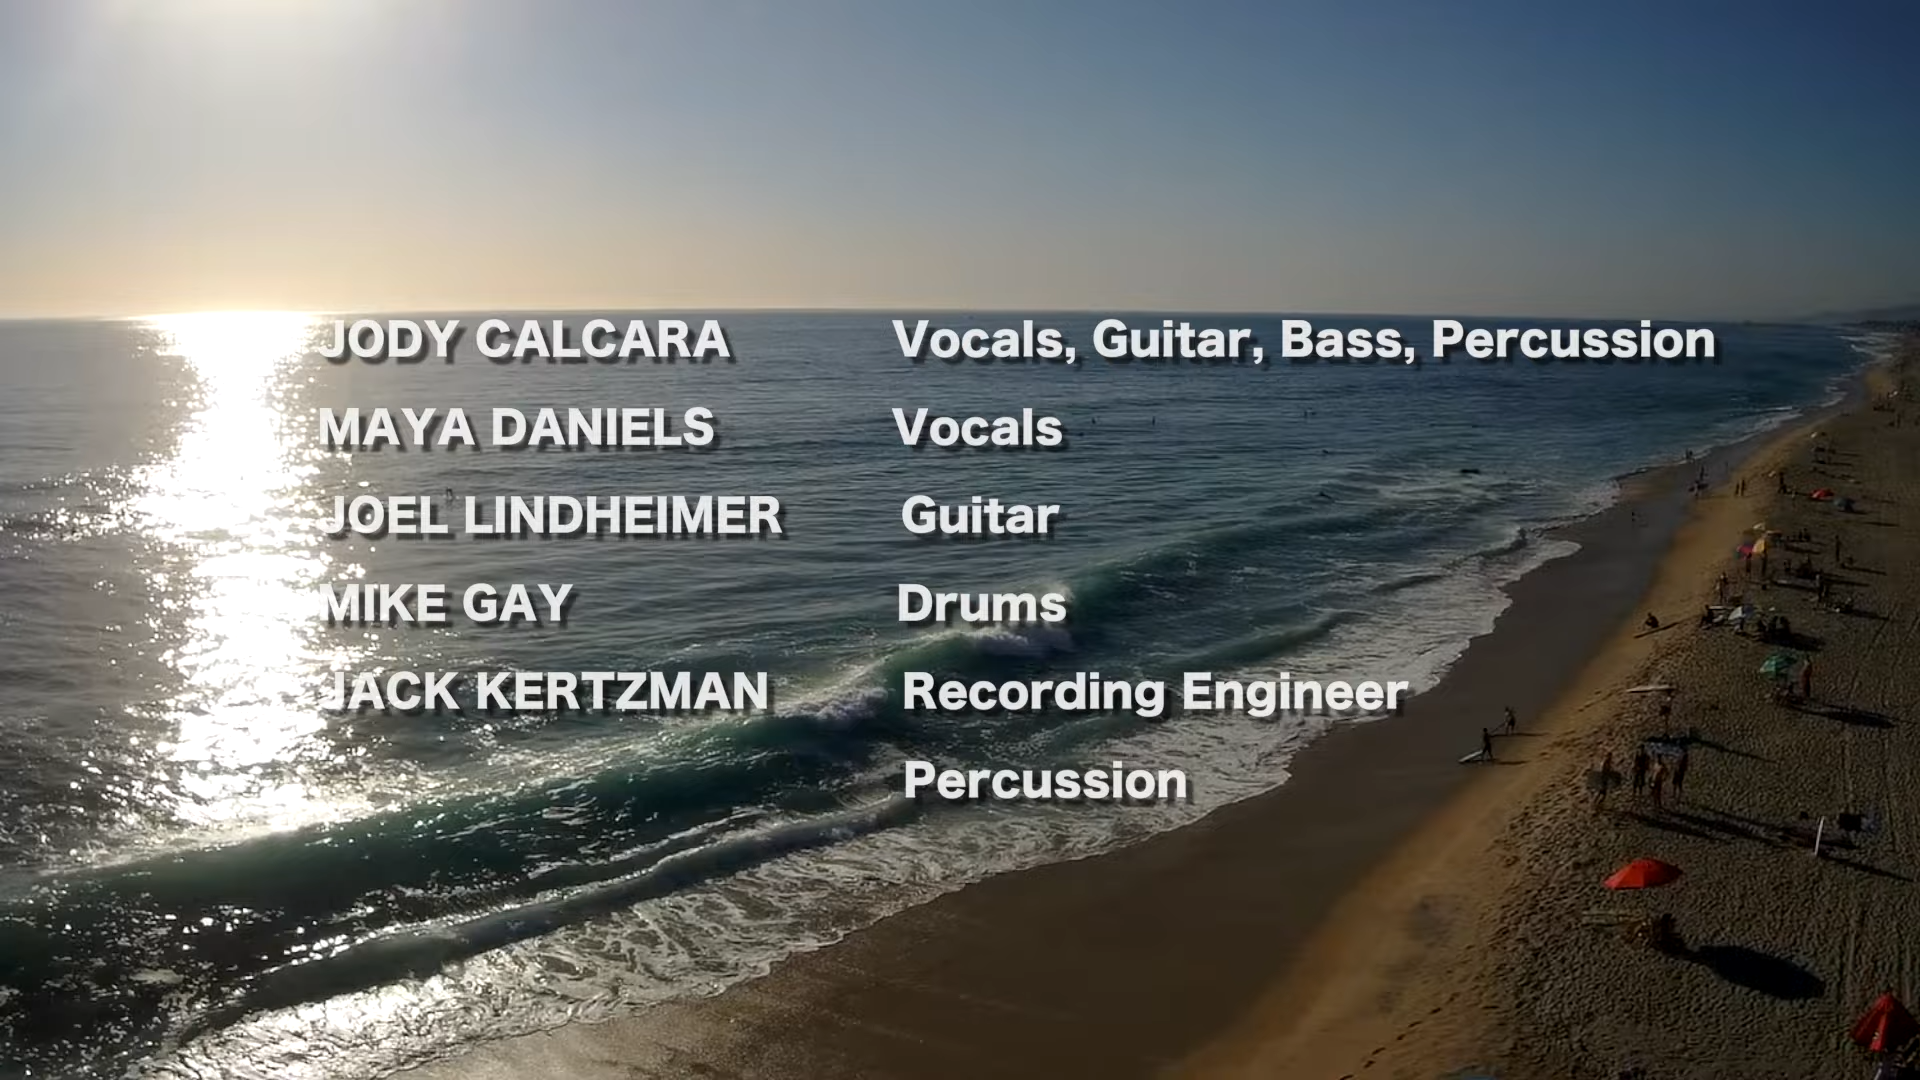 JODY CALCARA Vocals, Guitar, Bass, Percussion
MAYA DANIELS Vocals
JOEL LINDHEIMER Guitar
MIKE GAY Drums
JACK KERTZMAN Recording Engineer
Percussion